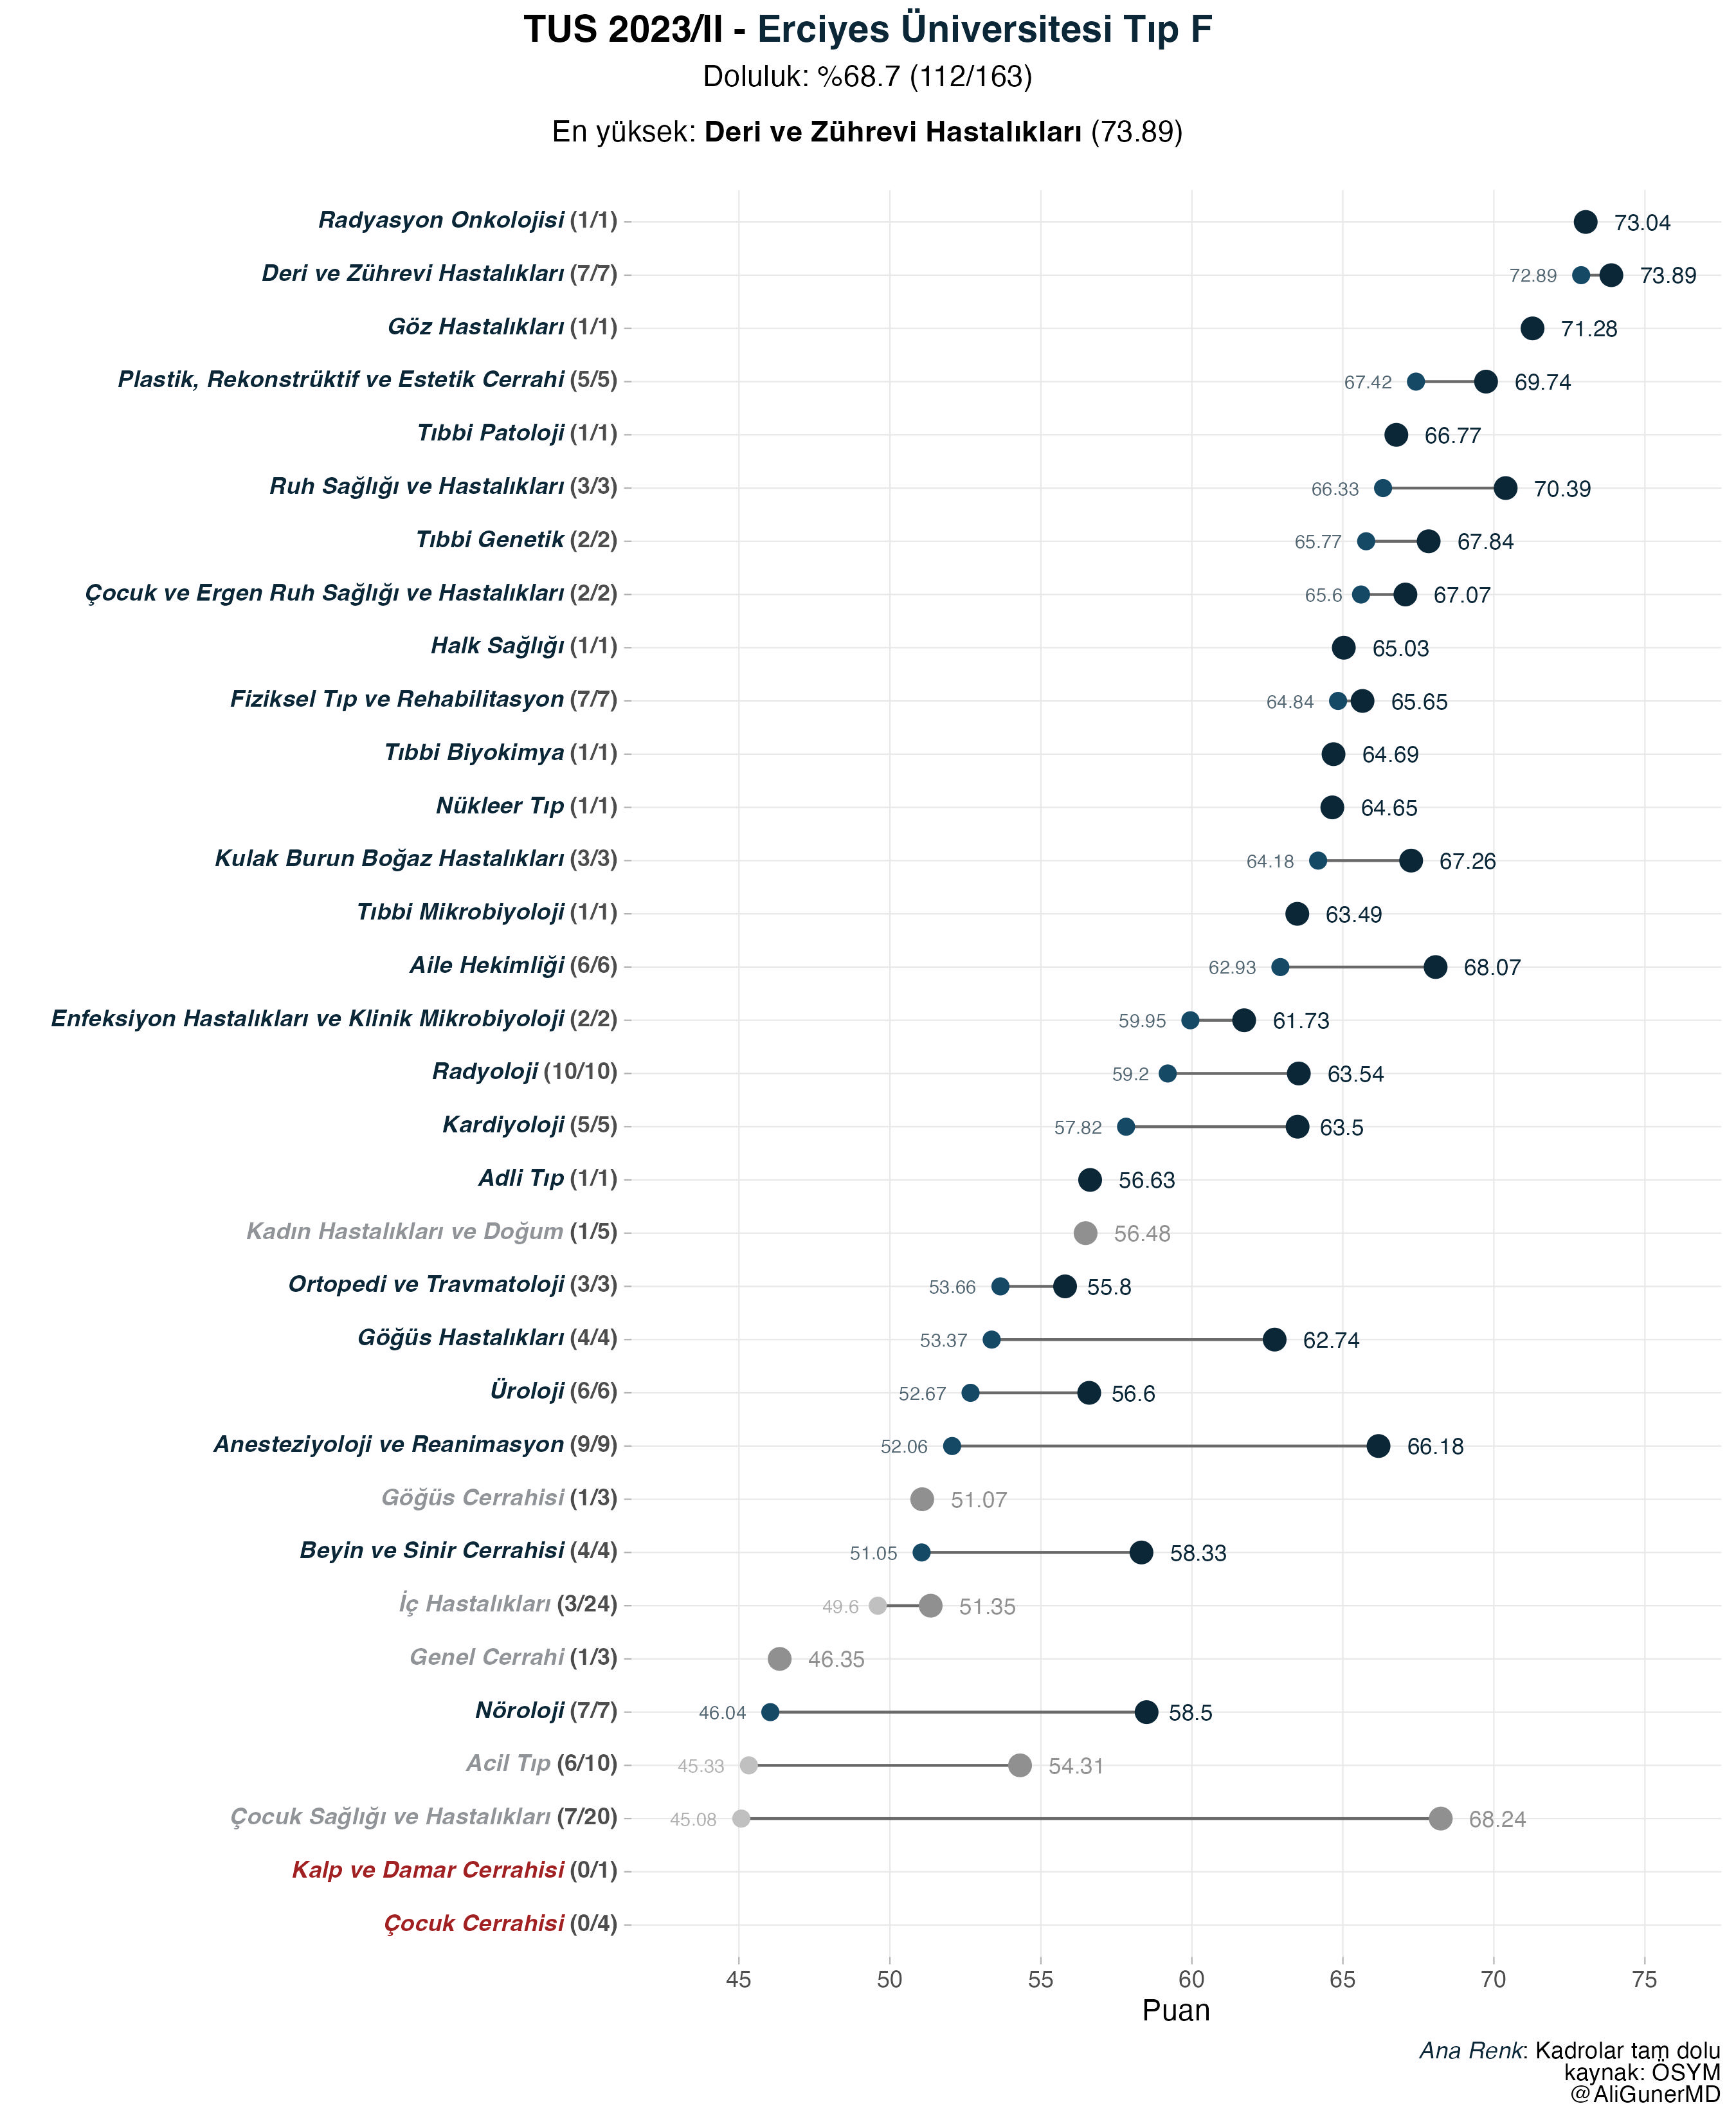 TUS 2023/II - Erciyes Üniversitesi Tıp F
Doluluk: %68.7 (112/163)
En yüksek: Deri ve Zührevi Hastalıkları (73.89)
Radyasyon Onkolojisi (1/1) 73.04
Deri ve Zührevi Hastalıkları (7/7) 72.89 73.89
Göz Hastalıkları (1/1) 71.28
Plastik, Rekonstrüktif ve Estetik Cerrahi (5/5) 67.42 69.74
Tıbbi Patoloji (1/1) 66.77
Ruh Sağlığı ve Hastalıkları (3/3) 66.33 70.39
Tıbbi Genetik (2/2) 65.77 67.84
Çocuk ve Ergen Ruh Sağlığı ve Hastalıkları (2/2) 65.6 67.07
Halk Sağlığı (1/1) 65.03
Fiziksel Tıp ve Rehabilitasyon (7/7) 64.84 65.65
Tıbbi Biyokimya (1/1) 64.69
Nükleer Tıp (1/1) 64.65
Kulak Burun Boğaz Hastalıkları (3/3) 64.18 67.26
Tıbbi Mikrobiyoloji (1/1) 63.49
Aile Hekimliği (6/6) 62.93 68.07
Enfeksiyon Hastalıkları ve Klinik Mikrobiyoloji (2/2) 59.95 61.73
Radyoloji (10/10) 59.2 63.54
Kardiyoloji (5/5) 57.82 63.5
Adli Tıp (1/1) 56.63
Kadın Hastalıkları ve Doğum (1/5) 56.48
Ortopedi ve Travmatoloji (3/3) 53.66 55.8
Göğüs Hastalıkları (4/4) 53.37 62.74
Üroloji (6/6) 52.67 56.6
Anesteziyoloji ve Reanimasyon (9/9) 52.06 66.18
Göğüs Cerrahisi (1/3) 51.07
Beyin ve Sinir Cerrahisi (4/4) 51.05 58.33
İç Hastalıkları (3/24) 49.6 51.35
Genel Cerrahi (1/3) 46.35
Nöroloji (7/7) 46.04 58.5
Acil Tıp (6/10) 45.33 54.31
Çocuk Sağlığı ve Hastalıkları (7/20) 45.08 68.24
Kalp ve Damar Cerrahisi (0/1)
Çocuk Cerrahisi (0/4)
45 50 55 60 65 70 75
Puan
Ana Renk: Kadrolar tam dolu
kaynak: ÖSYM
@AliGunerMD